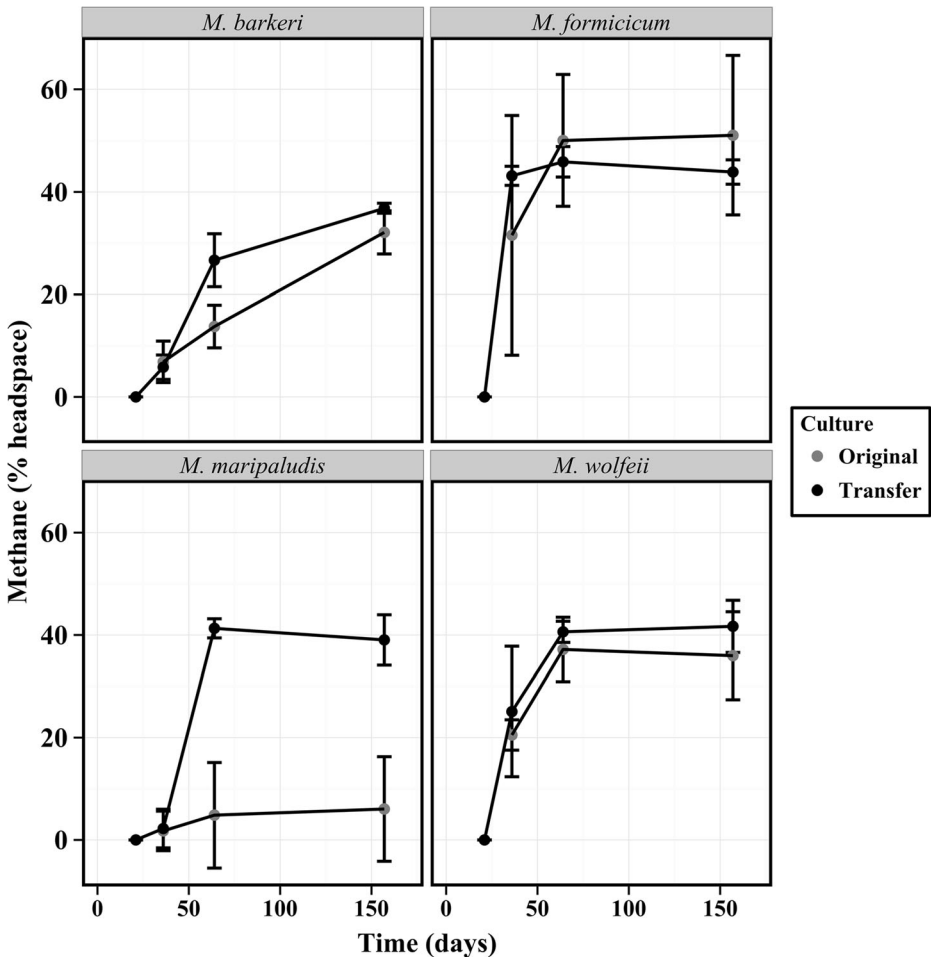 M. barkeri
M. formicicum
60
40
20
0
M. maripaludis
M. wolfeii
60
40
20
0
0
50
100
150
0
50
100
150
Time (days)
Methane (% headspace)
Culture
Original
Transfer